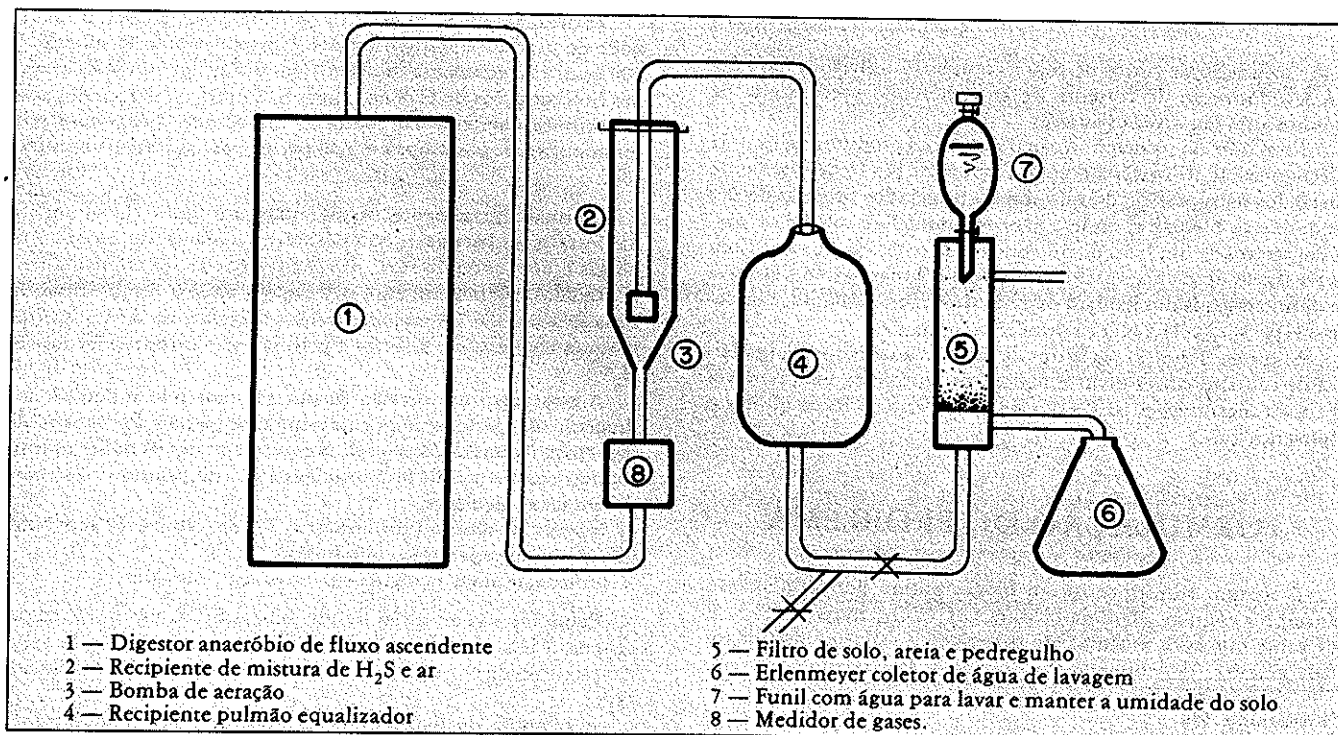 1
2
3
4
5
6
7
8
1 — Digestor anaeróbio de fluxo ascendente
2 — Recipiente de mistura de H₂S e ar
3 — Bomba de aeração
4 — Recipiente pulmão equalizador
5 — Filtro de solo, areia e pedregulho
6 — Erlenmeyer coletor de água de lavagem
7 — Funil com água para lavar e manter a umidade do solo
8 — Medidor de gases.